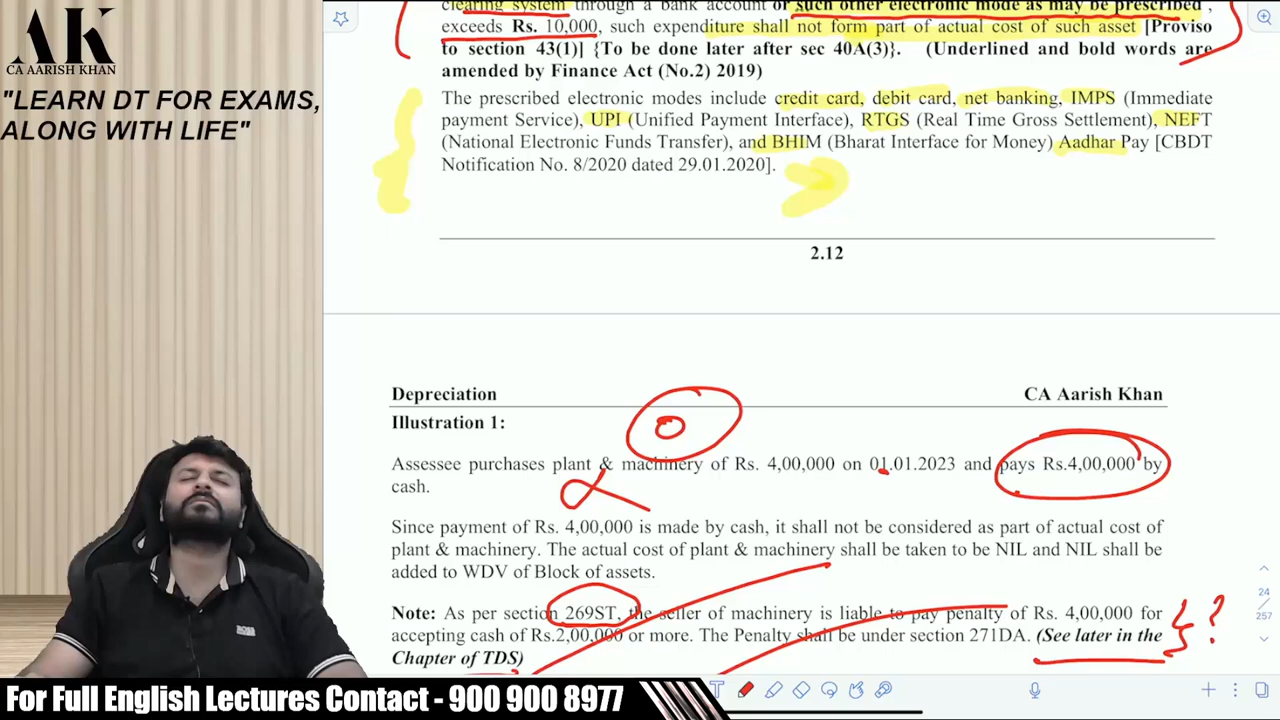 AK
CA AARISH KHAN
"LEARN DT FOR EXAMS,
ALONG WITH LIFE"
clearing system through a bank account or such other electronic mode as may be prescribed ,
exceeds Rs. 10,000, such expenditure shall not form part of actual cost of such asset [Proviso
to section 43(1)] {To be done later after sec 40A(3)}. (Underlined and bold words are
amended by Finance Act (No.2) 2019)
The prescribed electronic modes include credit card, debit card, net banking, IMPS (Immediate
payment Service), UPI (Unified Payment Interface), RTGS (Real Time Gross Settlement), NEFT
(National Electronic Funds Transfer), and BHIM (Bharat Interface for Money) Aadhar Pay [CBDT
Notification No. 8/2020 dated 29.01.2020].
2.12
Depreciation CA Aarish Khan
Illustration 1:
0
Assessee purchases plant & machinery of Rs. 4,00,000 on 01.01.2023 and pays Rs.4,00,000 by
cash.
Since payment of Rs. 4,00,000 is made by cash, it shall not be considered as part of actual cost of
plant & machinery. The actual cost of plant & machinery shall be taken to be NIL and NIL shall be
added to WDV of Block of assets.
Note: As per section 269ST, the seller of machinery is liable to pay penalty of Rs. 4,00,000 for
accepting cash of Rs.2,00,000 or more. The Penalty shall be under section 271DA. (See later in the
Chapter of TDS)
?
24
257
BOSS
For Full English Lectures Contact - 900 900 8977